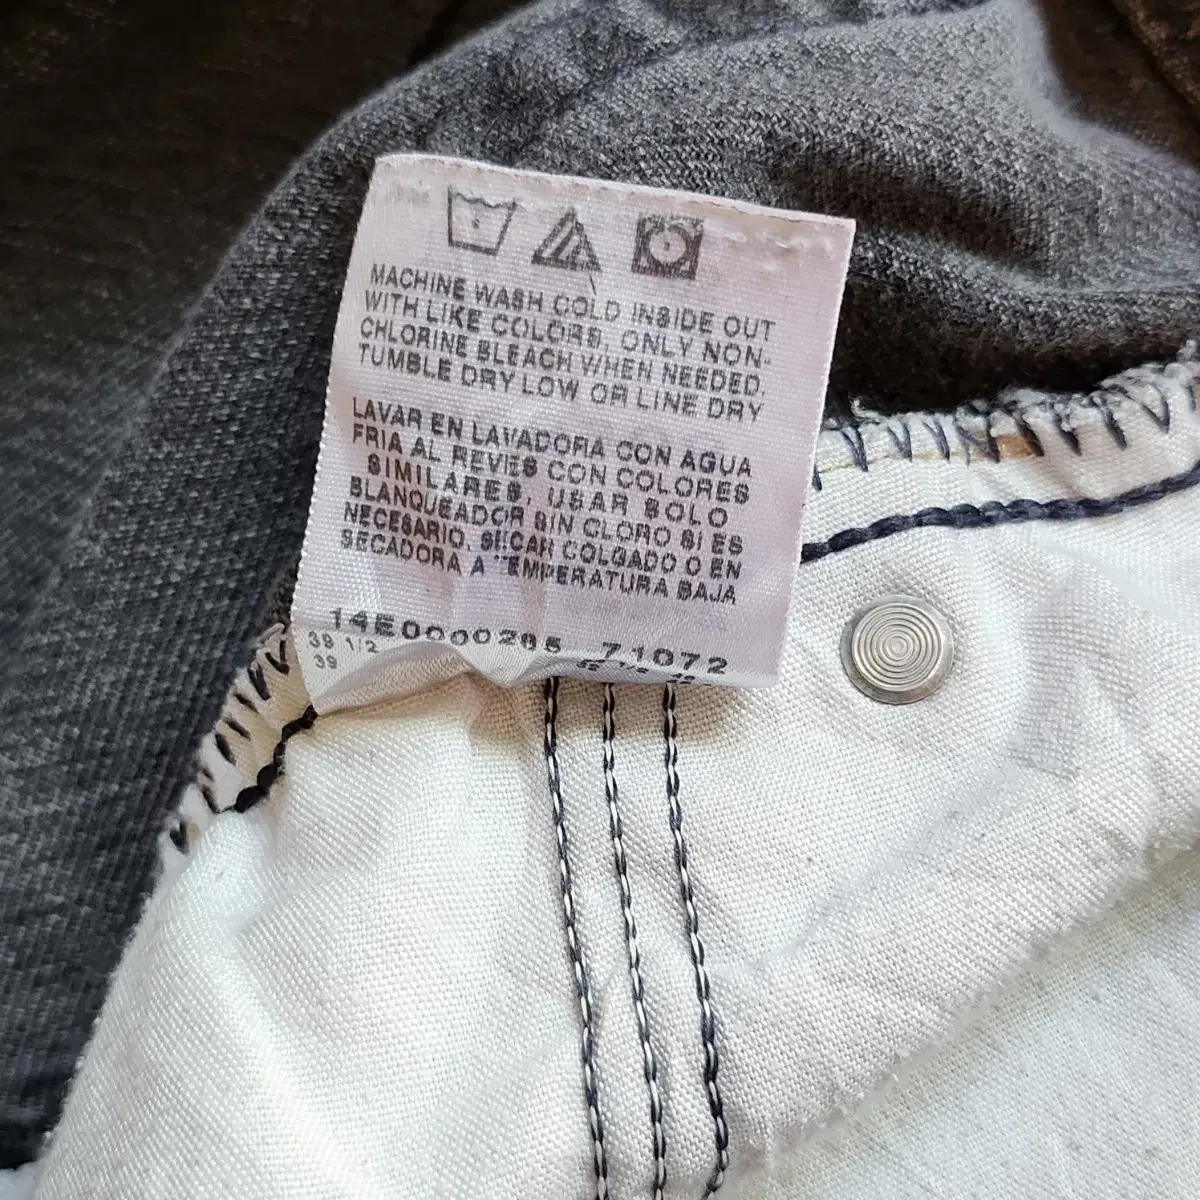 MACHINE WASH COLD INSIDE OUT
WITH LIKE COLORS, ONLY NON-
CHLORINE BLEACH WHEN NEEDED,
TUMBLE DRY LOW OR LINE DRY
LAVAR EN LAVADORA CON AGUA
FRIA AL REVES CON COLORES
SIMILARES, USAR SOLO
BLANQUEADOR SIN CLORO SI ES
NECESARIO, SECAR COLGADO O EN
SECADORA A TEMPERATURA BAJA
14E0000285 71072
39 1/2
39